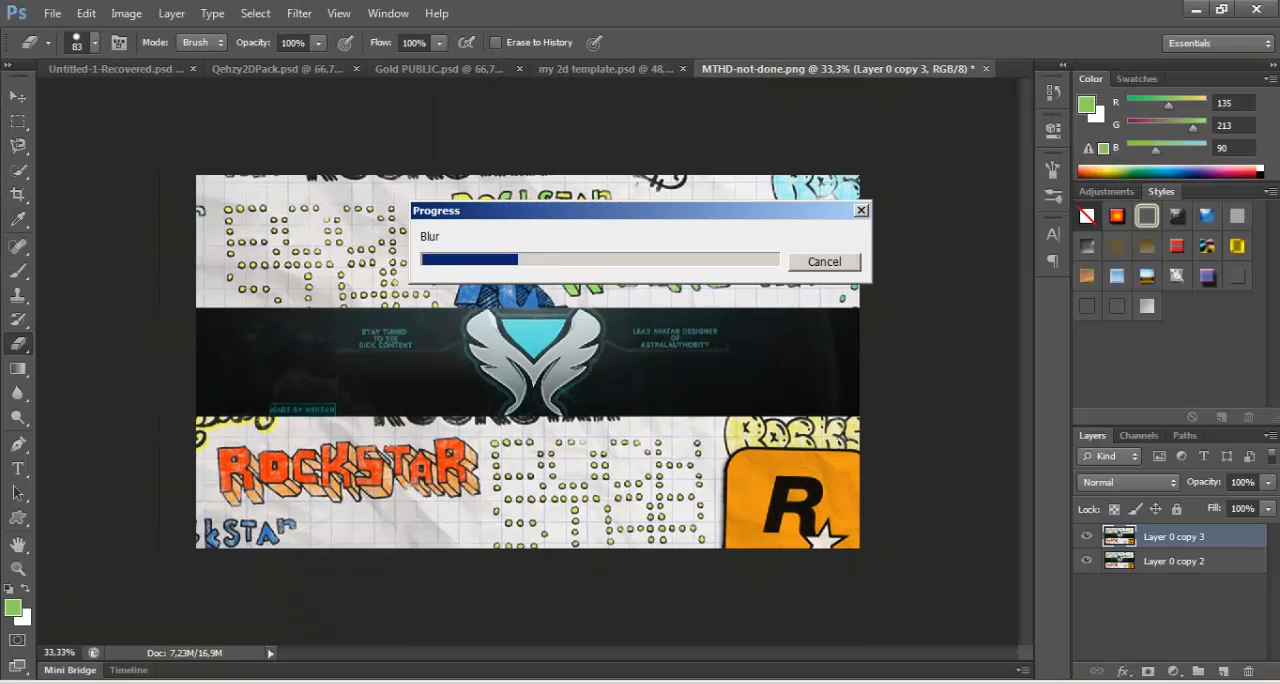 Ps File Edit Image Layer Type Select Filter View Window Help
83 Mode: Brush Opacity: 100% Flow: 100% Erase to History Essentials
Untitled-1-Recovered.psd ... × Qehzy2DPack.psd @ 66,7... × Gold PUBLIC.psd @ 66,7... × my 2d template.psd @ 48,... × MTHD-not-done.png @ 33,3% (Layer 0 copy 3, RGB/8) * ×
Color Swatches
R 135
G 213
B 90
Adjustments Styles
Progress
Blur
Cancel
STAY TUNED
TO SEE
SICK CONTENT
LEAD AVATAR DESIGNER
OF
ASTRALAUTHORITY
ROCKSTAR
R
Layers Channels Paths
Kind
Normal Opacity: 100%
Lock: Fill: 100%
Layer 0 copy 3
Layer 0 copy 2
33,33% Doc: 7,23M/16,9M
Mini Bridge Timeline